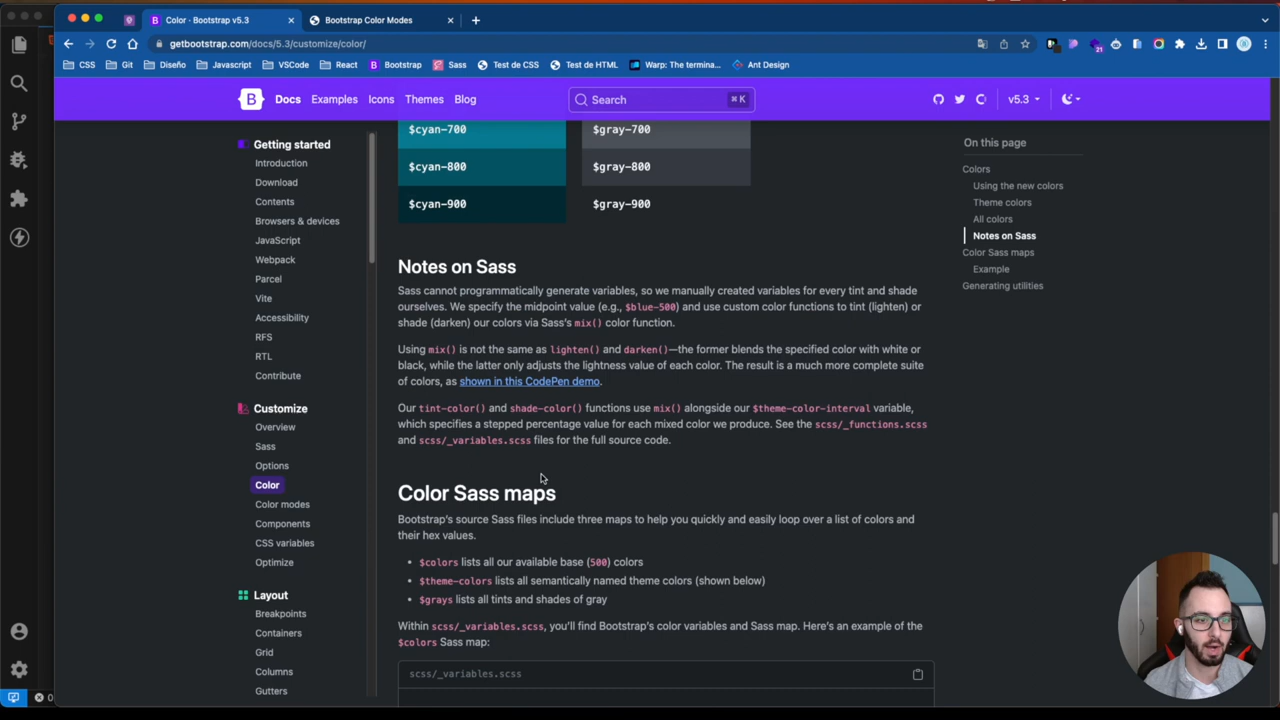 Color · Bootstrap v5.3
Bootstrap Color Modes
getbootstrap.com/docs/5.3/customize/color/
21
CSS
Git
Diseño
Javascript
VSCode
React
Bootstrap
Sass
Test de CSS
Test de HTML
Warp: The termina...
Ant Design
B
Docs
Examples
Icons
Themes
Blog
Search
⌘K
v5.3
Getting started
Introduction
Download
Contents
Browsers & devices
JavaScript
Webpack
Parcel
Vite
Accessibility
RFS
RTL
Contribute
Customize
Overview
Sass
Options
Color
Color modes
Components
CSS variables
Optimize
Layout
Breakpoints
Containers
Grid
Columns
Gutters
$cyan-700
$gray-700
$cyan-800
$gray-800
$cyan-900
$gray-900
Notes on Sass
Sass cannot programmatically generate variables, so we manually created variables for every tint and shade
ourselves. We specify the midpoint value (e.g., $blue-500) and use custom color functions to tint (lighten) or
shade (darken) our colors via Sass's mix() color function.
Using mix() is not the same as lighten() and darken()—the former blends the specified color with white or
black, while the latter only adjusts the lightness value of each color. The result is a much more complete suite
of colors, as shown in this CodePen demo.
Our tint-color() and shade-color() functions use mix() alongside our $theme-color-interval variable,
which specifies a stepped percentage value for each mixed color we produce. See the scss/_functions.scss
and scss/_variables.scss files for the full source code.
Color Sass maps
Bootstrap's source Sass files include three maps to help you quickly and easily loop over a list of colors and
their hex values.
• $colors lists all our available base (500) colors
• $theme-colors lists all semantically named theme colors (shown below)
• $grays lists all tints and shades of gray
Within scss/_variables.scss, you'll find Bootstrap's color variables and Sass map. Here's an example of the
$colors Sass map:
scss/_variables.scss
On this page
Colors
Using the new colors
Theme colors
All colors
Notes on Sass
Color Sass maps
Example
Generating utilities
0